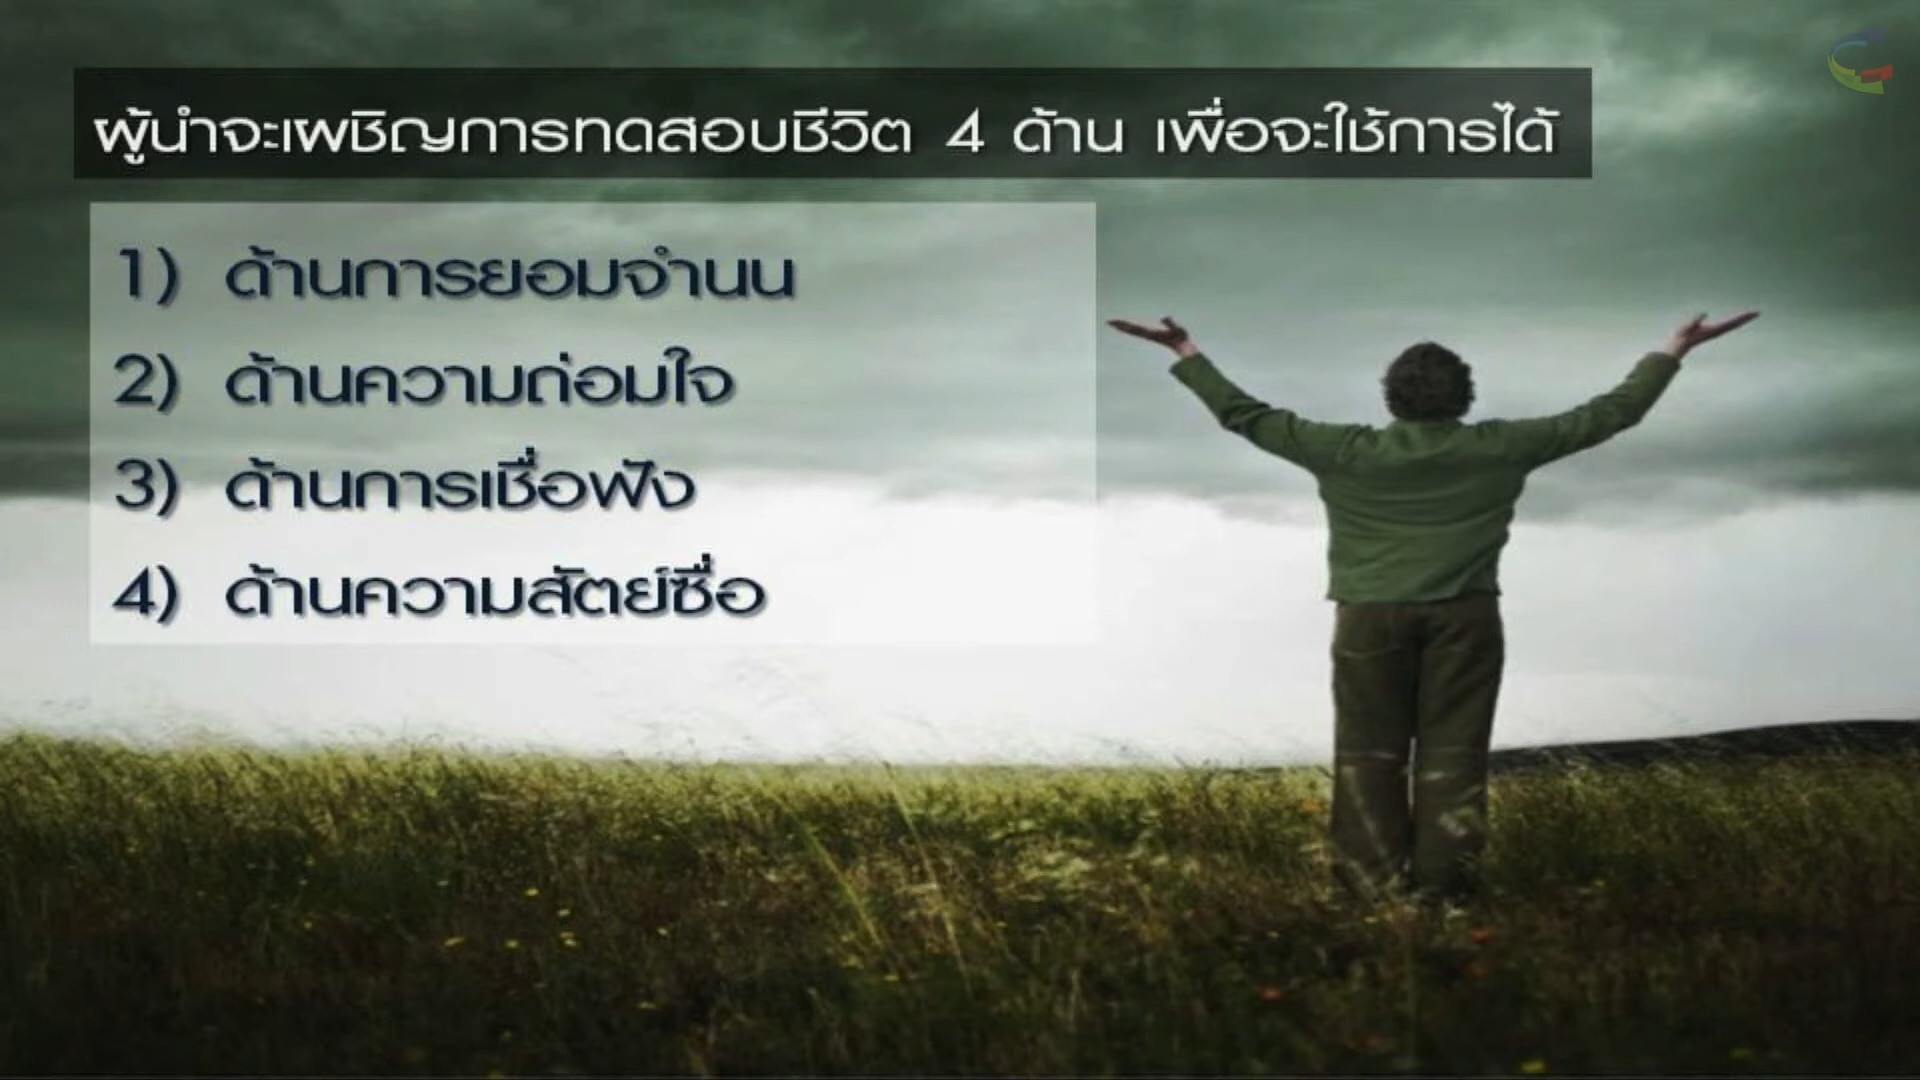 ผู้นำจะเผชิญการทดสอบชีวิต 4 ด้าน เพื่อจะใช้การได้
1) ด้านการยอมจำนน
2) ด้านความถ่อมใจ
3) ด้านการเชื่อฟัง
4) ด้านความสัตย์ซื่อ